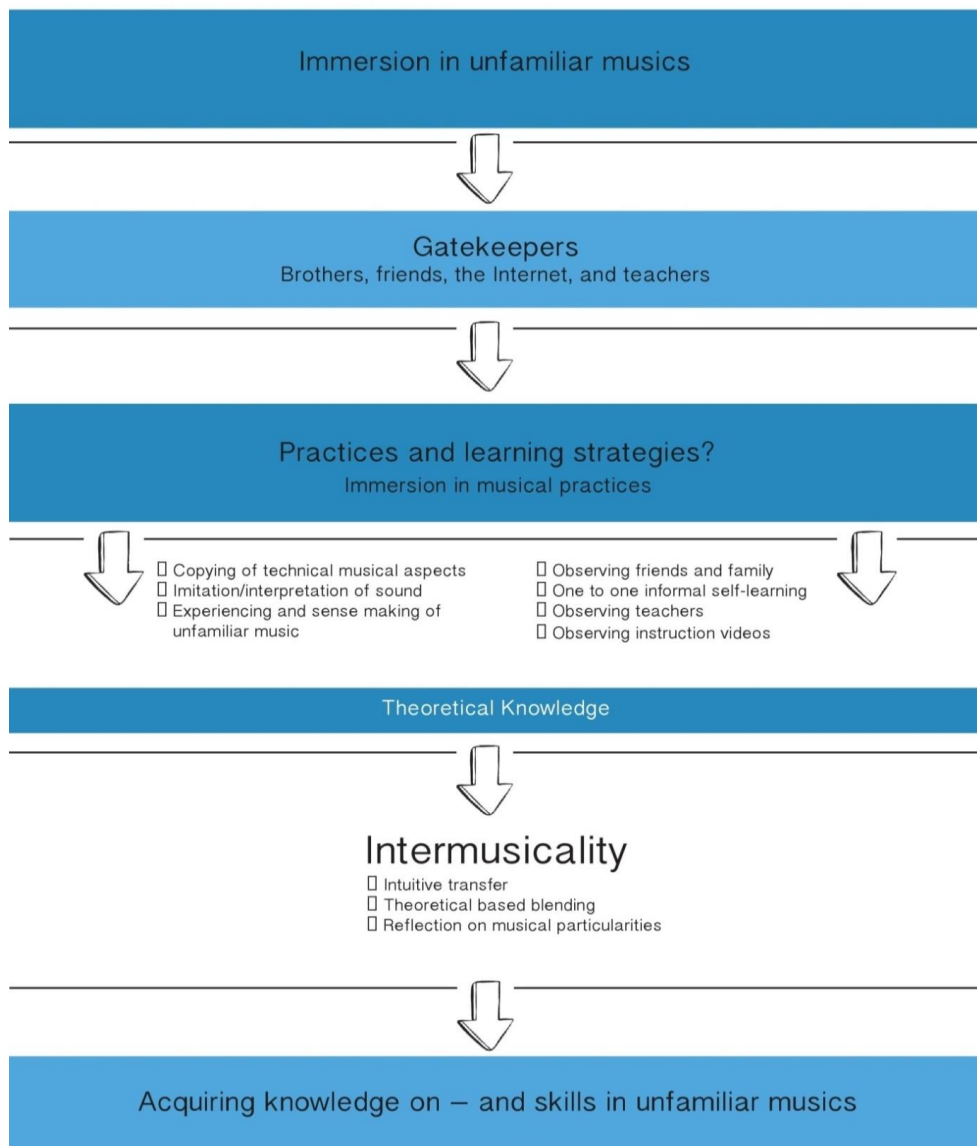 Immersion in unfamiliar musics
Gatekeepers
Brothers, friends, the Internet, and teachers
Practices and learning strategies?
Immersion in musical practices
Copying of technical musical aspects
Imitation/interpretation of sound
Experiencing and sense making of
unfamiliar music
Observing friends and family
One to one informal self-learning
Observing teachers
Observing instruction videos
Theoretical Knowledge
Intermusicality
Intuitive transfer
Theoretical based blending
Reflection on musical particularities
Acquiring knowledge on – and skills in unfamiliar musics